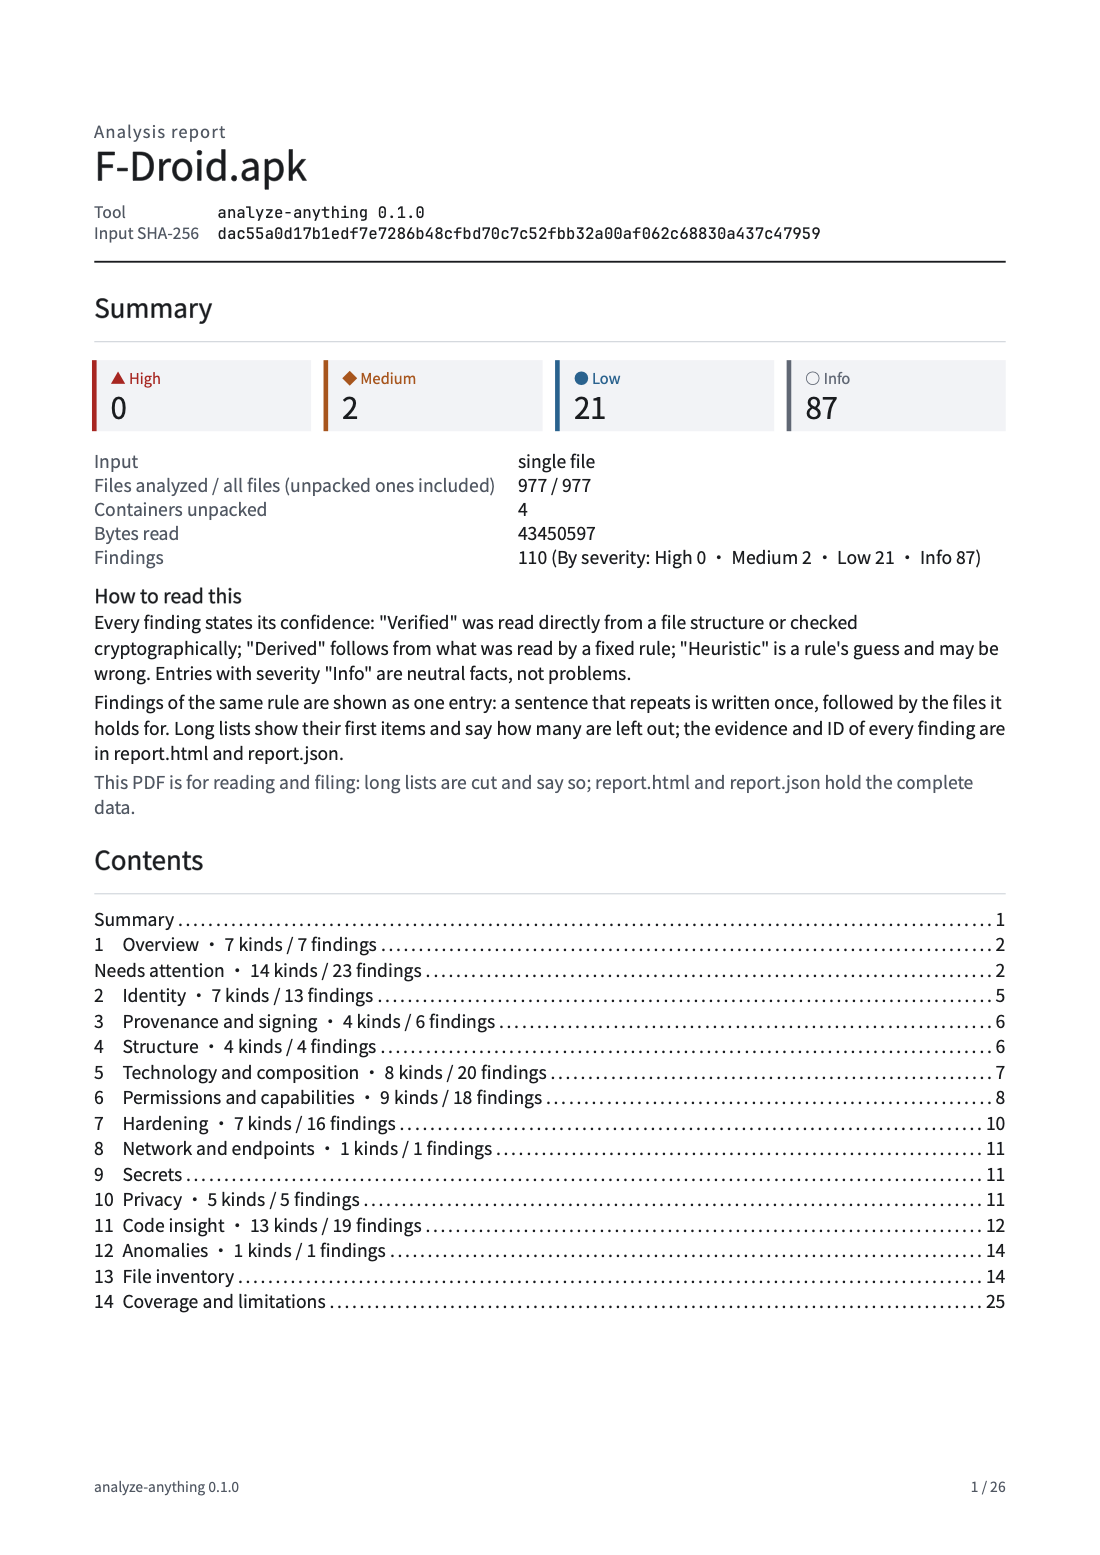 Analysis report
F-Droid.apk
Tool analyze-anything 0.1.0
Input SHA-256 dac55a0d17b1edf7e7286b48cfbd70c7c52fbb32a00af062c68830a437c47959
Summary
High
0
Medium
2
Low
21
Info
87
Input single file
Files analyzed / all files (unpacked ones included) 977 / 977
Containers unpacked 4
Bytes read 43450597
Findings 110 (By severity: High 0 · Medium 2 · Low 21 · Info 87)
How to read this
Every finding states its confidence: "Verified" was read directly from a file structure or checked
cryptographically; "Derived" follows from what was read by a fixed rule; "Heuristic" is a rule's guess and may be
wrong. Entries with severity "Info" are neutral facts, not problems.
Findings of the same rule are shown as one entry: a sentence that repeats is written once, followed by the files it
holds for. Long lists show their first items and say how many are left out; the evidence and ID of every finding are
in report.html and report.json.
This PDF is for reading and filing: long lists are cut and say so; report.html and report.json hold the complete
data.
Contents
Summary 1
1 Overview · 7 kinds / 7 findings 2
Needs attention · 14 kinds / 23 findings 2
2 Identity · 7 kinds / 13 findings 5
3 Provenance and signing · 4 kinds / 6 findings 6
4 Structure · 4 kinds / 4 findings 6
5 Technology and composition · 8 kinds / 20 findings 7
6 Permissions and capabilities · 9 kinds / 18 findings 8
7 Hardening · 7 kinds / 16 findings 10
8 Network and endpoints · 1 kinds / 1 findings 11
9 Secrets 11
10 Privacy · 5 kinds / 5 findings 11
11 Code insight · 13 kinds / 19 findings 12
12 Anomalies · 1 kinds / 1 findings 14
13 File inventory 14
14 Coverage and limitations 25
analyze-anything 0.1.0 1 / 26